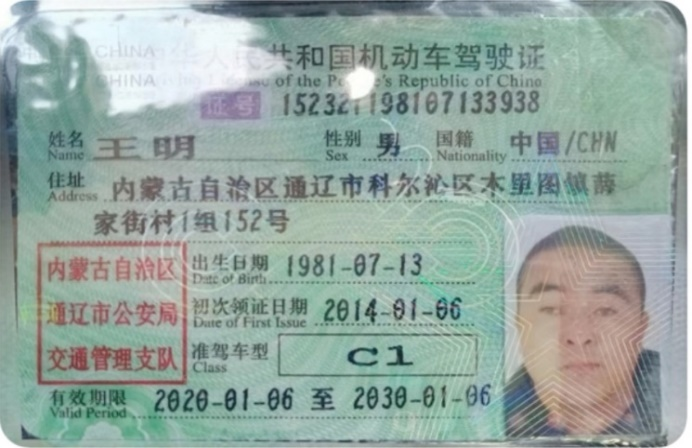 CHINA
CHINA
人民共和国机动车驾驶证
Driving License of the People's Republic of China
证号 152321198107133938
姓名 Name 王明 性别 Sex 男 国籍 Nationality 中国/CHN
住址 Address 内蒙古自治区通辽市科尔沁区木里图镇薛
家街村1组152号
内蒙古自治区
通辽市公安局
交通管理支队
出生日期 Date of Birth 1981-07-13
初次领证日期 Date of First Issue 2014-01-06
准驾车型 Class C1
有效期限 Valid Period 2020-01-06 至 2030-01-06